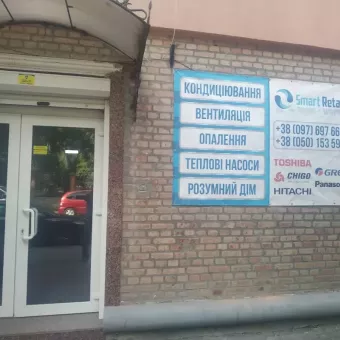 КОНДИЦІЮВАННЯ
ВЕНТИЛЯЦІЯ
ОПАЛЕННЯ
ТЕПЛОВІ НАСОСИ
РОЗУМНИЙ ДІМ
Smart Reta
+38 (097) 697 66
+38 (050) 153 59
TOSHIBA
CHIGO
GR
HITACHI
Panaso